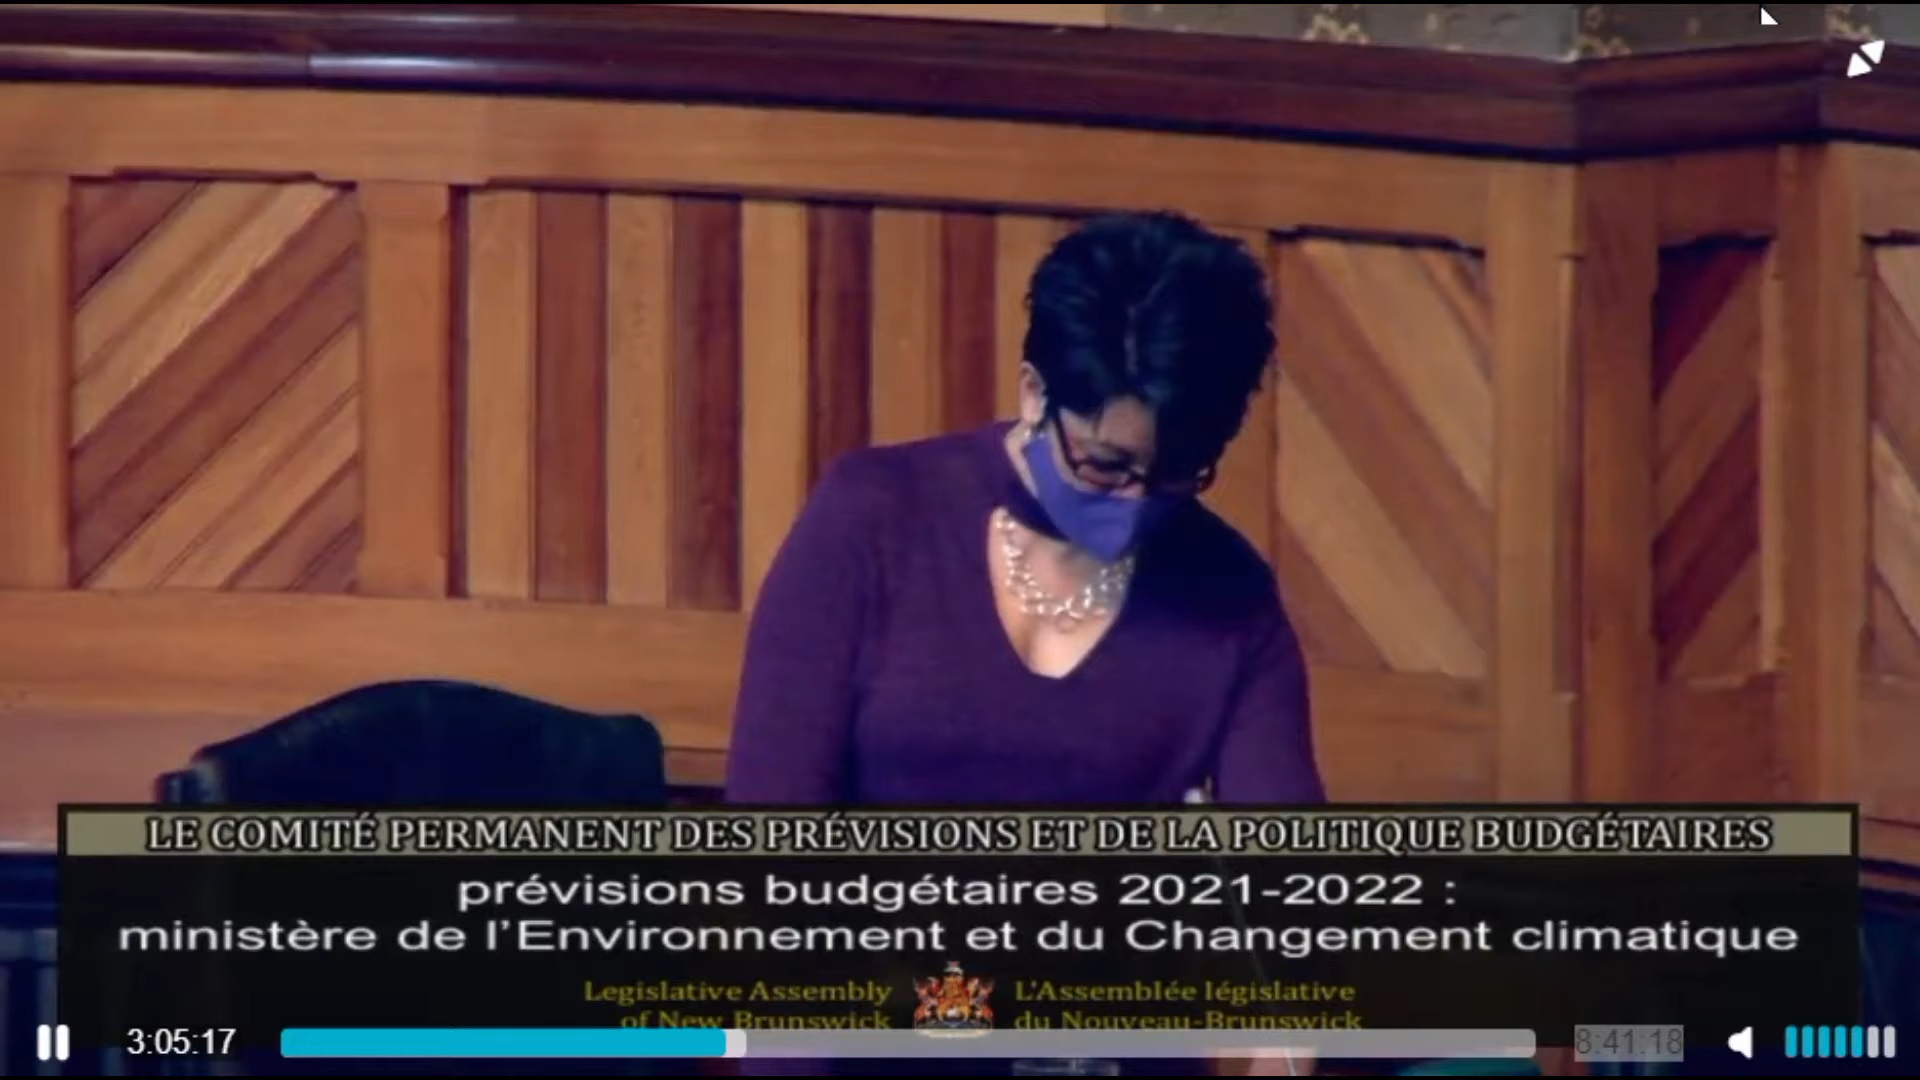 LE COMITÉ PERMANENT DES PRÉVISIONS ET DE LA POLITIQUE BUDGÉTAIRES
prévisions budgétaires 2021-2022 :
ministère de l'Environnement et du Changement climatique
Legislative Assembly
of New Brunswick
L'Assemblée législative
du Nouveau-Brunswick
3:05:17
8:41:18